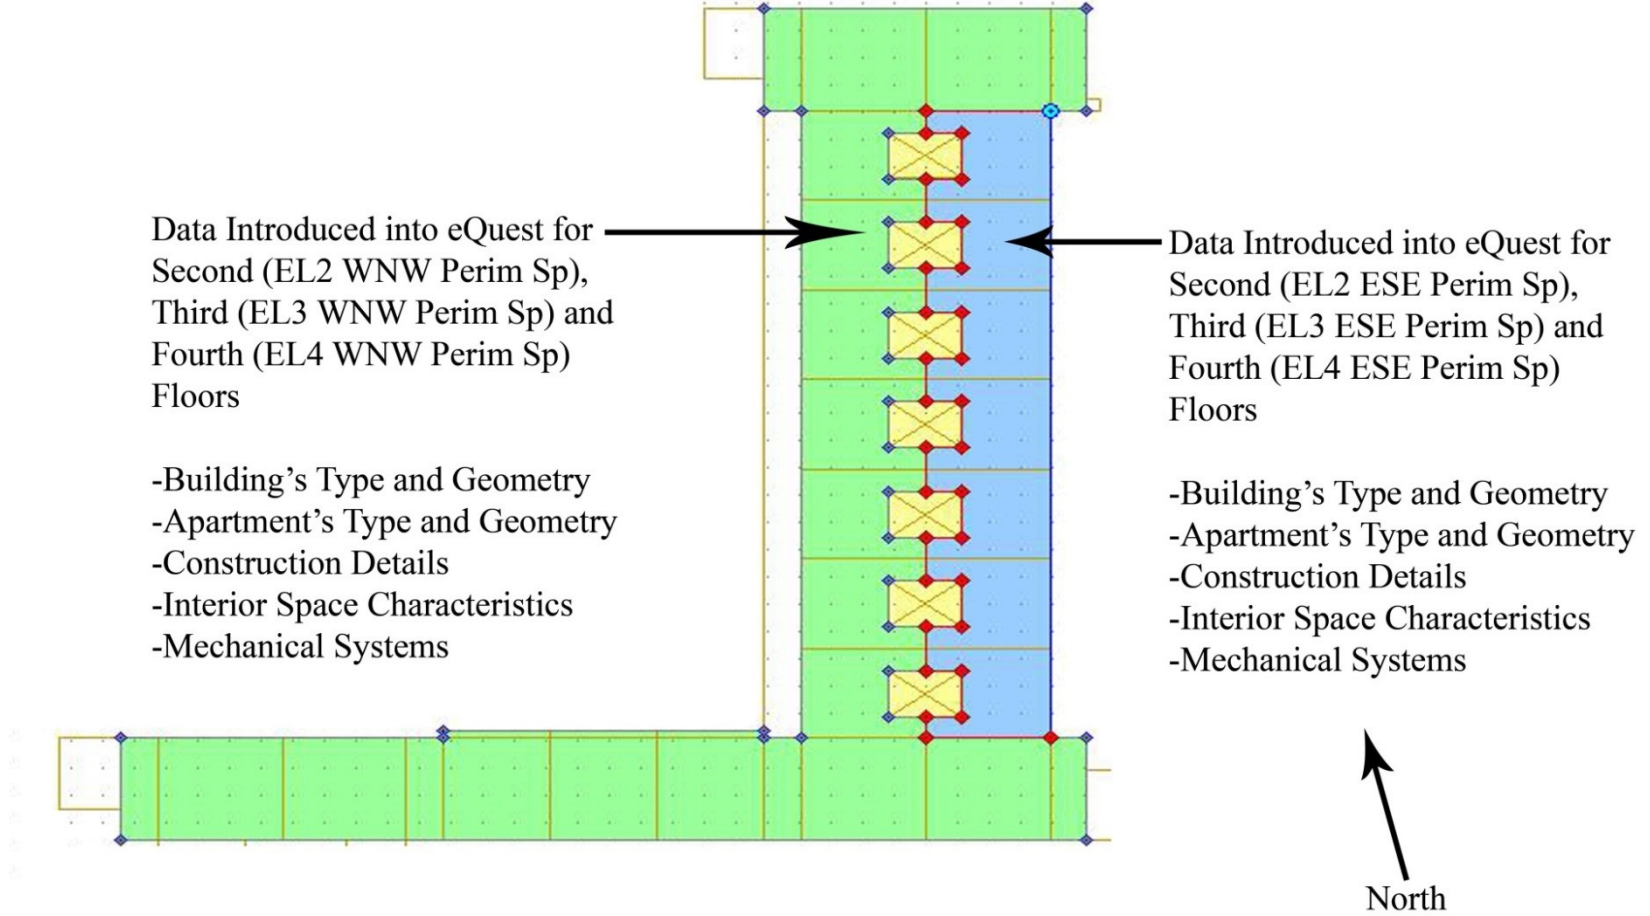 Data Introduced into eQuest for
Second (EL2 WNW Perim Sp),
Third (EL3 WNW Perim Sp) and
Fourth (EL4 WNW Perim Sp)
Floors
-Building’s Type and Geometry
-Apartment’s Type and Geometry
-Construction Details
-Interior Space Characteristics
-Mechanical Systems
Data Introduced into eQuest for
Second (EL2 ESE Perim Sp),
Third (EL3 ESE Perim Sp) and
Fourth (EL4 ESE Perim Sp)
Floors
-Building’s Type and Geometry
-Apartment’s Type and Geometry
-Construction Details
-Interior Space Characteristics
-Mechanical Systems
North